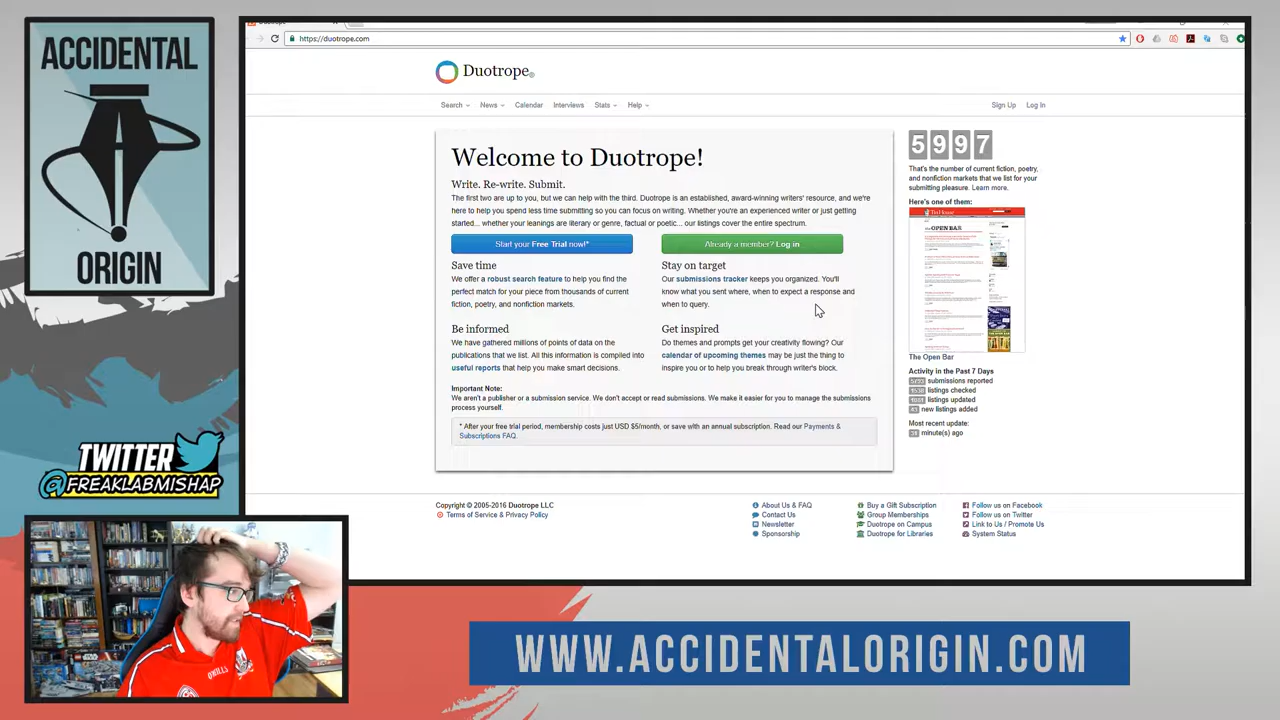 ACCIDENTAL
ORIGIN
TWITTER
@FREAKLABMISHAP
https://duotrope.com
Duotrope®
Search News Calendar Interviews Stats Help
Sign Up Log In
Welcome to Duotrope!
Write. Re-write. Submit.
The first two are up to you, but we can help with the third. Duotrope is an established, award-winning writers' resource, and we're
here to help you spend less time submitting so you can focus on writing. Whether you're an experienced writer or just getting
started... whether your leanings are literary or genre, factual or poetic... our listings cover the entire spectrum.
Start your Free Trial now!*
Already a member? Log in
Save time
We offer a robust search feature to help you find the
perfect match for your piece from thousands of current
fiction, poetry, and nonfiction markets.
Stay on target
Our submissions tracker keeps you organized. You'll
know what you sent where, when to expect a response and
when to query.
Be informed
We have gathered millions of points of data on the
publications that we list. All this information is compiled into
useful reports that help you make smart decisions.
Get inspired
Do themes and prompts get your creativity flowing? Our
calendar of upcoming themes may be just the thing to
inspire you or to help you break through writer's block.
Important Note:
We aren't a publisher or a submission service. We don't accept or read submissions. We make it easier for you to manage the submissions
process yourself.
* After your free trial period, membership costs just USD $5/month, or save with an annual subscription. Read our Payments &
Subscriptions FAQ.
5997
That's the number of current fiction, poetry,
and nonfiction markets that we list for your
submitting pleasure. Learn more.
Here's one of them:
Tin House
the OPEN BAR
The Open Bar
Activity in the Past 7 Days
submissions reported
listings checked
listings updated
new listings added
Most recent update:
minute(s) ago
Copyright © 2005-2016 Duotrope LLC
Terms of Service & Privacy Policy
About Us & FAQ
Contact Us
Newsletter
Sponsorship
Buy a Gift Subscription
Group Memberships
Duotrope on Campus
Duotrope for Libraries
Follow us on Facebook
Follow us on Twitter
Link to Us / Promote Us
System Status
O'NEILLS
WWW.ACCIDENTALORIGIN.COM